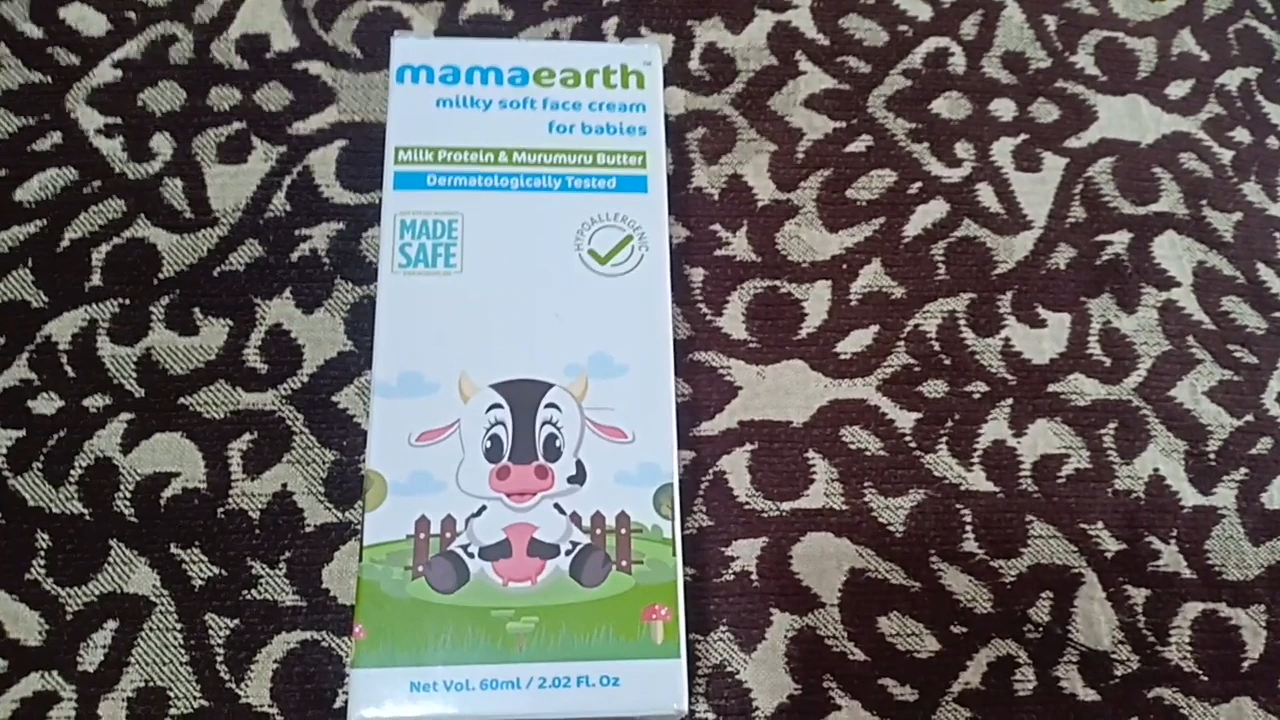 mamaearth™
milky soft face cream
for babies
Milk Protein & Murumuru Butter
Dermatologically Tested
MADE
SAFE
HYPOALLERGENIC
Net Vol. 60ml / 2.02 Fl. Oz